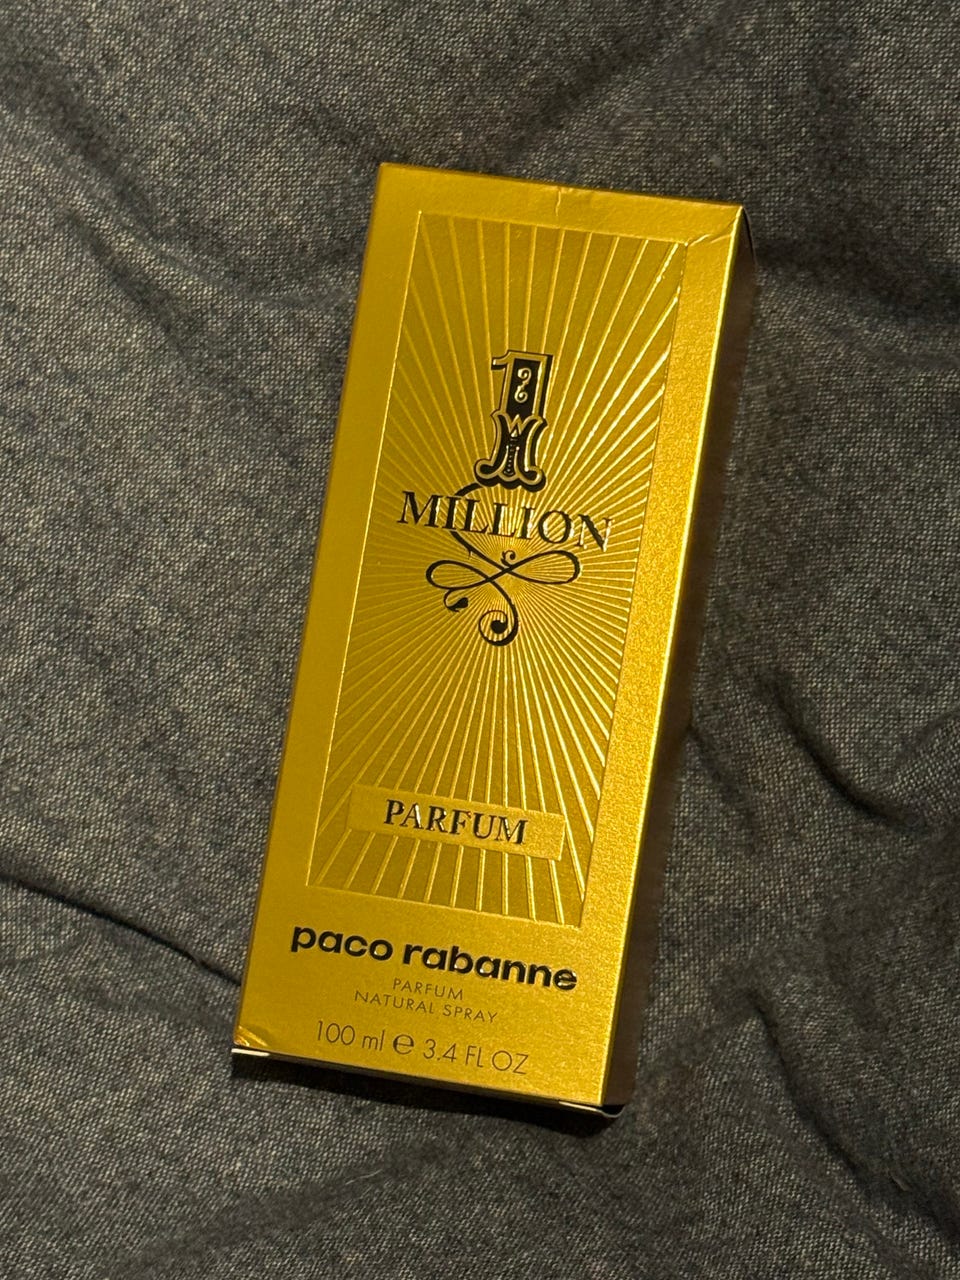 1
MILLION
PARFUM
paco rabanne
PARFUM
NATURAL SPRAY
100 ml ℮ 3.4 FL OZ